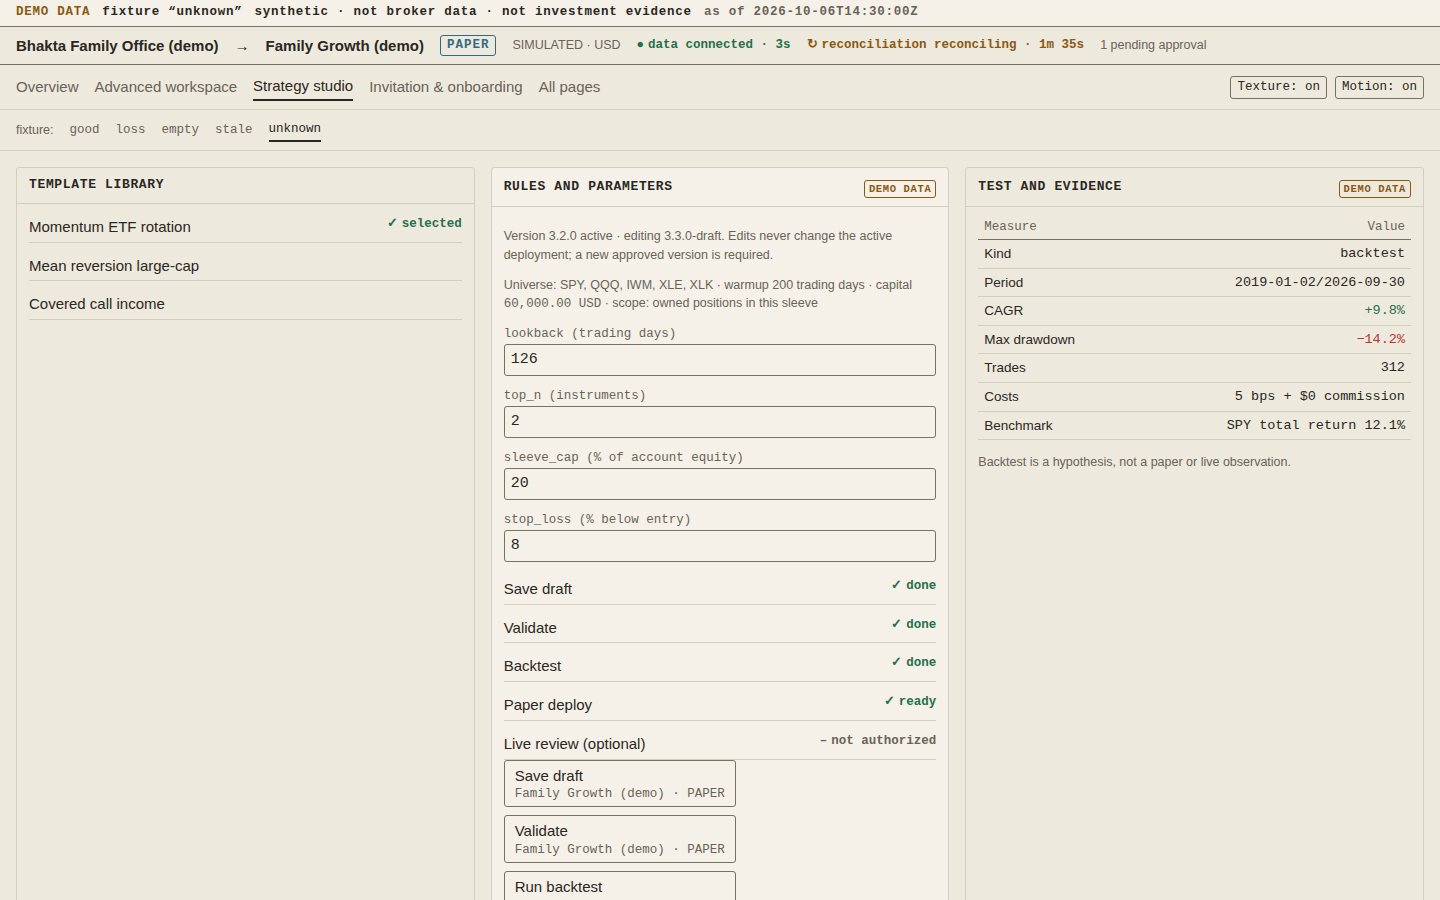 DEMO DATA fixture “unknown” synthetic · not broker data · not investment evidence as of 2026-10-06T14:30:00Z
Bhakta Family Office (demo) → Family Growth (demo) PAPER SIMULATED · USD ● data connected · 3s ↻ reconciliation reconciling · 1m 35s 1 pending approval
Overview Advanced workspace Strategy studio Invitation & onboarding All pages Texture: on Motion: on
fixture: good loss empty stale unknown
TEMPLATE LIBRARY
Momentum ETF rotation ✓ selected
Mean reversion large-cap
Covered call income
RULES AND PARAMETERS DEMO DATA
Version 3.2.0 active · editing 3.3.0-draft. Edits never change the active
deployment; a new approved version is required.
Universe: SPY, QQQ, IWM, XLE, XLK · warmup 200 trading days · capital
60,000.00 USD · scope: owned positions in this sleeve
lookback (trading days)
126
top_n (instruments)
2
sleeve_cap (% of account equity)
20
stop_loss (% below entry)
8
Save draft ✓ done
Validate ✓ done
Backtest ✓ done
Paper deploy ✓ ready
Live review (optional) – not authorized
Save draft
Family Growth (demo) · PAPER
Validate
Family Growth (demo) · PAPER
Run backtest
TEST AND EVIDENCE DEMO DATA
Measure Value
Kind backtest
Period 2019-01-02/2026-09-30
CAGR +9.8%
Max drawdown −14.2%
Trades 312
Costs 5 bps + $0 commission
Benchmark SPY total return 12.1%
Backtest is a hypothesis, not a paper or live observation.